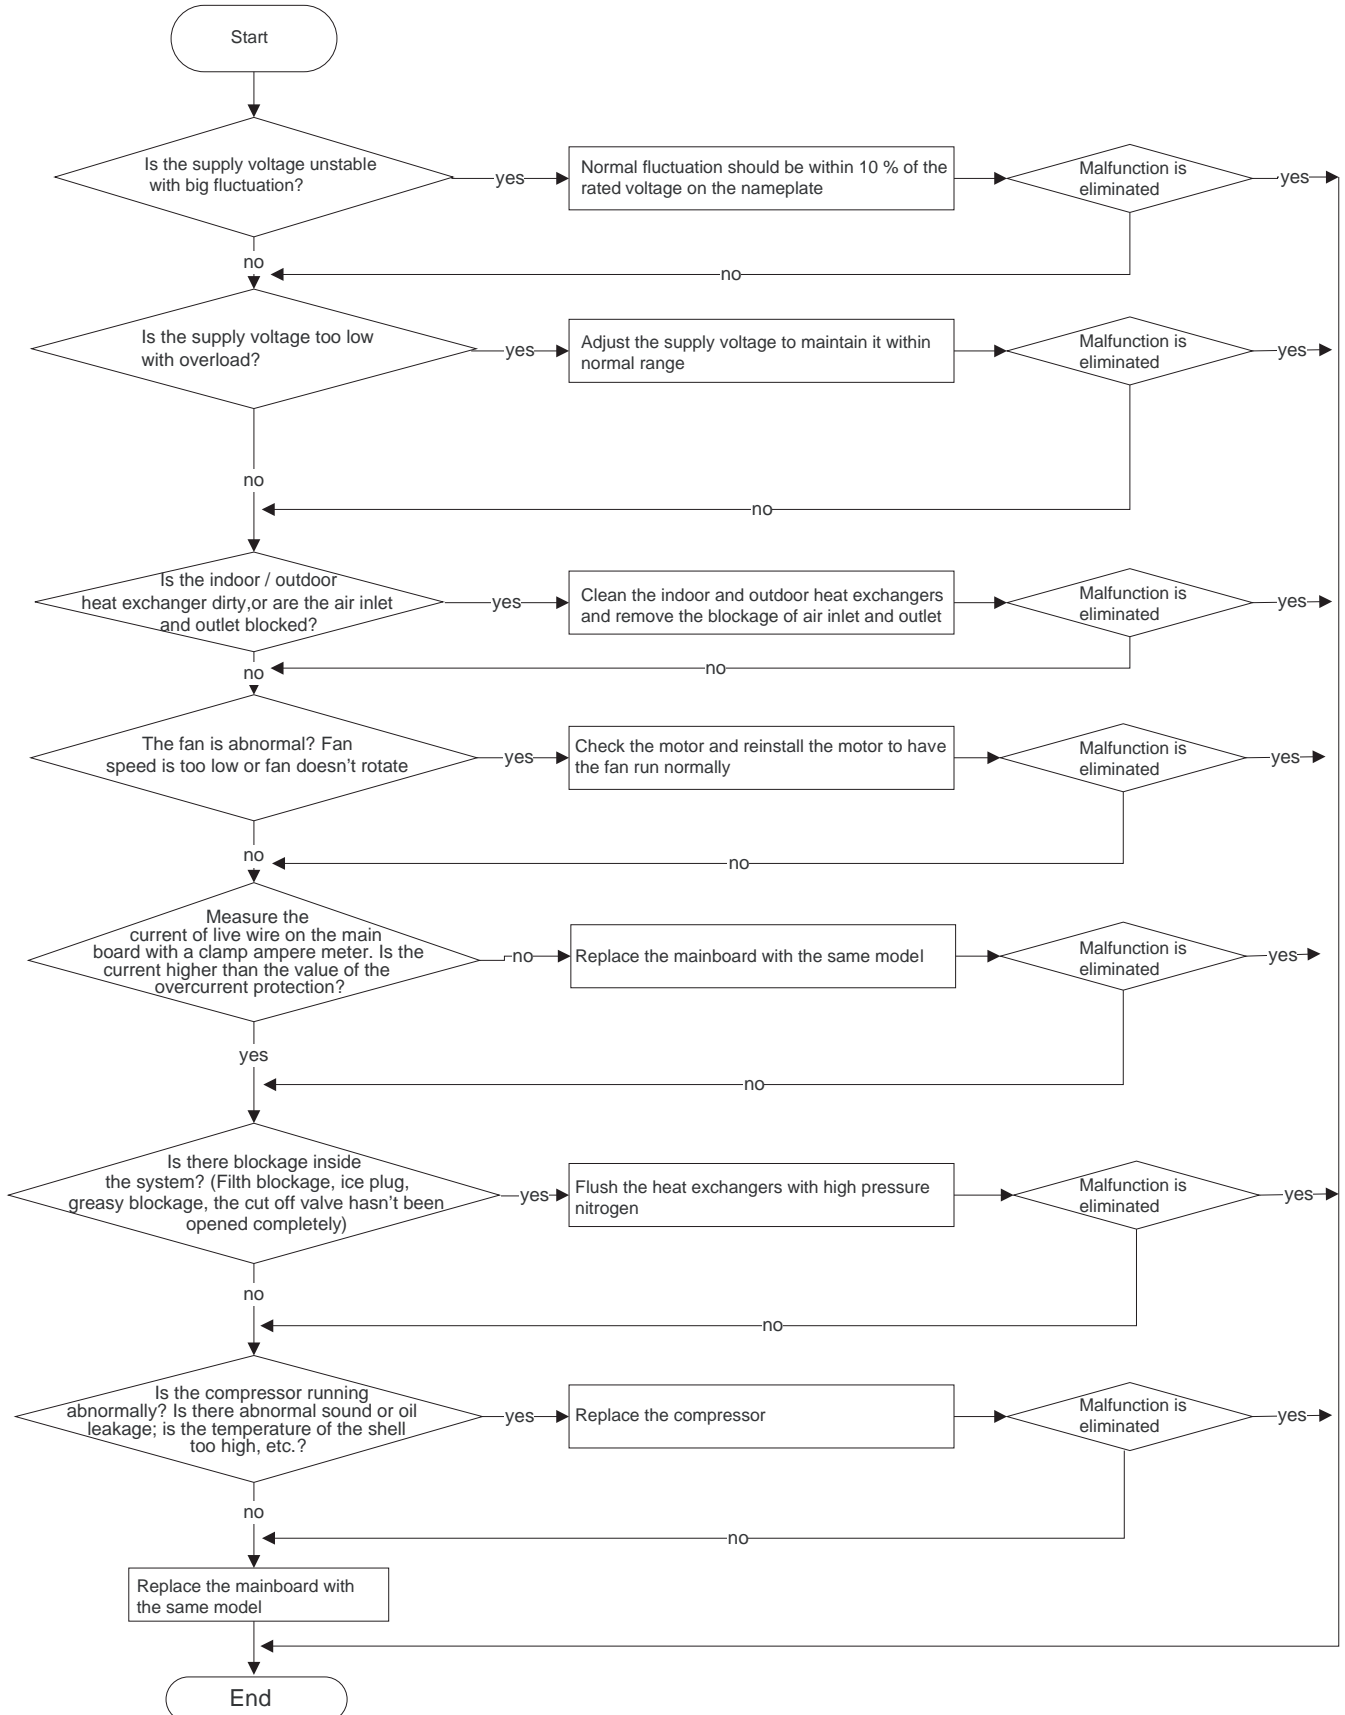 Start
Is the supply voltage unstable
with big fluctuation?
yes
Normal fluctuation should be within 10 % of the
rated voltage on the nameplate
Malfunction is
eliminated
yes
no
no
Is the supply voltage too low
with overload?
yes
Adjust the supply voltage to maintain it within
normal range
Malfunction is
eliminated
yes
no
no
Is the indoor / outdoor
heat exchanger dirty,or are the air inlet
and outlet blocked?
yes
Clean the indoor and outdoor heat exchangers
and remove the blockage of air inlet and outlet
Malfunction is
eliminated
yes
no
no
The fan is abnormal? Fan
speed is too low or fan doesn't rotate
yes
Check the motor and reinstall the motor to have
the fan run normally
Malfunction is
eliminated
yes
no
no
Measure the
current of live wire on the main
board with a clamp ampere meter. Is the
current higher than the value of the
overcurrent protection?
no
Replace the mainboard with the same model
Malfunction is
eliminated
yes
yes
no
Is there blockage inside
the system? (Filth blockage, ice plug,
greasy blockage, the cut off valve hasn't been
opened completely)
yes
Flush the heat exchangers with high pressure
nitrogen
Malfunction is
eliminated
yes
no
no
Is the compressor running
abnormally? Is there abnormal sound or oil
leakage; is the temperature of the shell
too high, etc.?
yes
Replace the compressor
Malfunction is
eliminated
yes
no
no
Replace the mainboard with
the same model
End